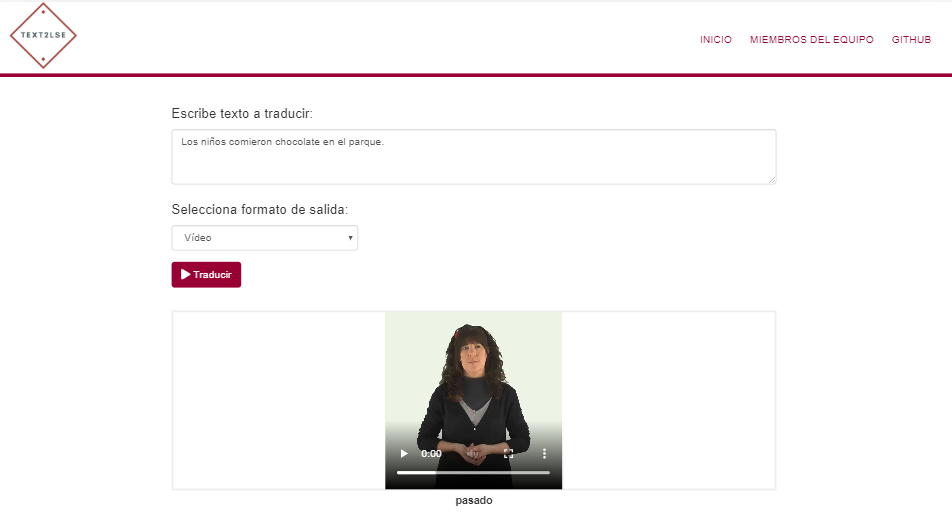 TEXT2LSE
INICIO MIEMBROS DEL EQUIPO GITHUB
Escribe texto a traducir:
Los niños comieron chocolate en el parque.
Selecciona formato de salida:
Vídeo
Traducir
0:00
pasado